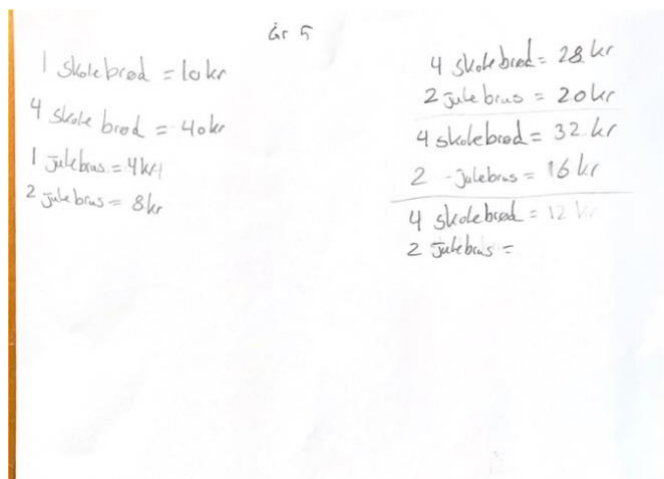 Gr 5
1 skolebrød = 10kr
4 skolebrød = 40kr
1 julebrus = 4kr
2 julebrus = 8kr
4 skolebrød = 28 kr
2 julebrus = 20kr
4 skolebrød = 32 kr
2 -julebrus = 16kr
4 skolebrød = 12 kr
2 julebrus =